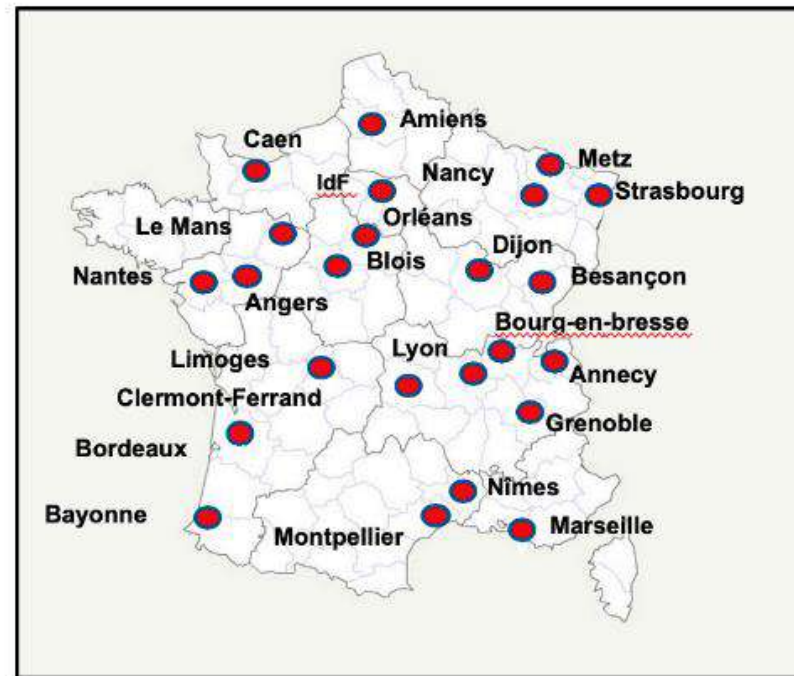 Amiens
Caen
Metz
Nancy
IdF
Strasbourg
Orléans
Le Mans
Dijon
Blois
Nantes
Besançon
Angers
Bourq-en-bresse
Lyon
Limoges
Annecy
Clermont-Ferrand
Grenoble
Bordeaux
Nîmes
Bayonne
Marseille
Montpellier